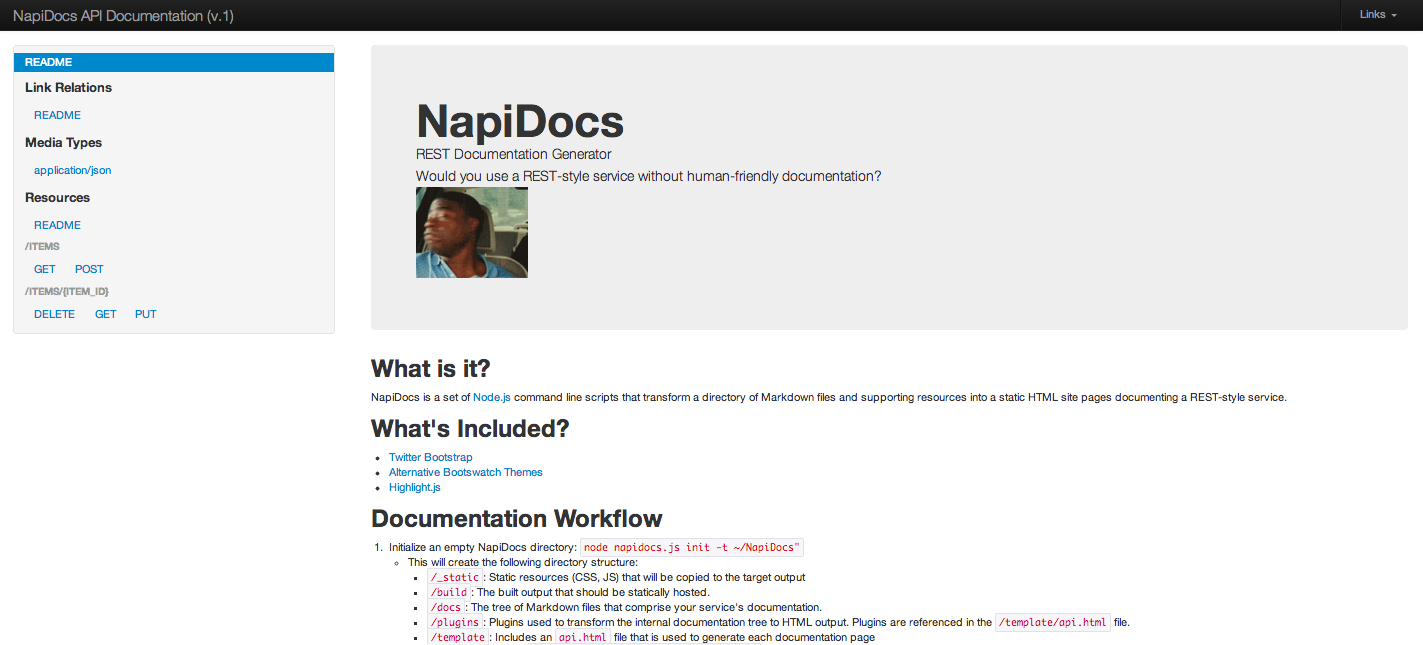 NapiDocs API Documentation (v.1)
Links
README
Link Relations
README
Media Types
application/json
Resources
README
/ITEMS
GET POST
/ITEMS/{ITEM_ID}
DELETE GET PUT
NapiDocs
REST Documentation Generator
Would you use a REST-style service without human-friendly documentation?
What is it?
NapiDocs is a set of Node.js command line scripts that transform a directory of Markdown files and supporting resources into a static HTML site pages documenting a REST-style service.
What's Included?
• Twitter Bootstrap
• Alternative Bootswatch Themes
• Highlight.js
Documentation Workflow
1. Initialize an empty NapiDocs directory: node napidocs.js init -t ~/NapiDocs"
This will create the following directory structure:
/_static : Static resources (CSS, JS) that will be copied to the target output
/build : The built output that should be statically hosted.
/docs : The tree of Markdown files that comprise your service's documentation.
/plugins : Plugins used to transform the internal documentation tree to HTML output. Plugins are referenced in the /template/api.html file.
/template : Includes an api.html file that is used to generate each documentation page